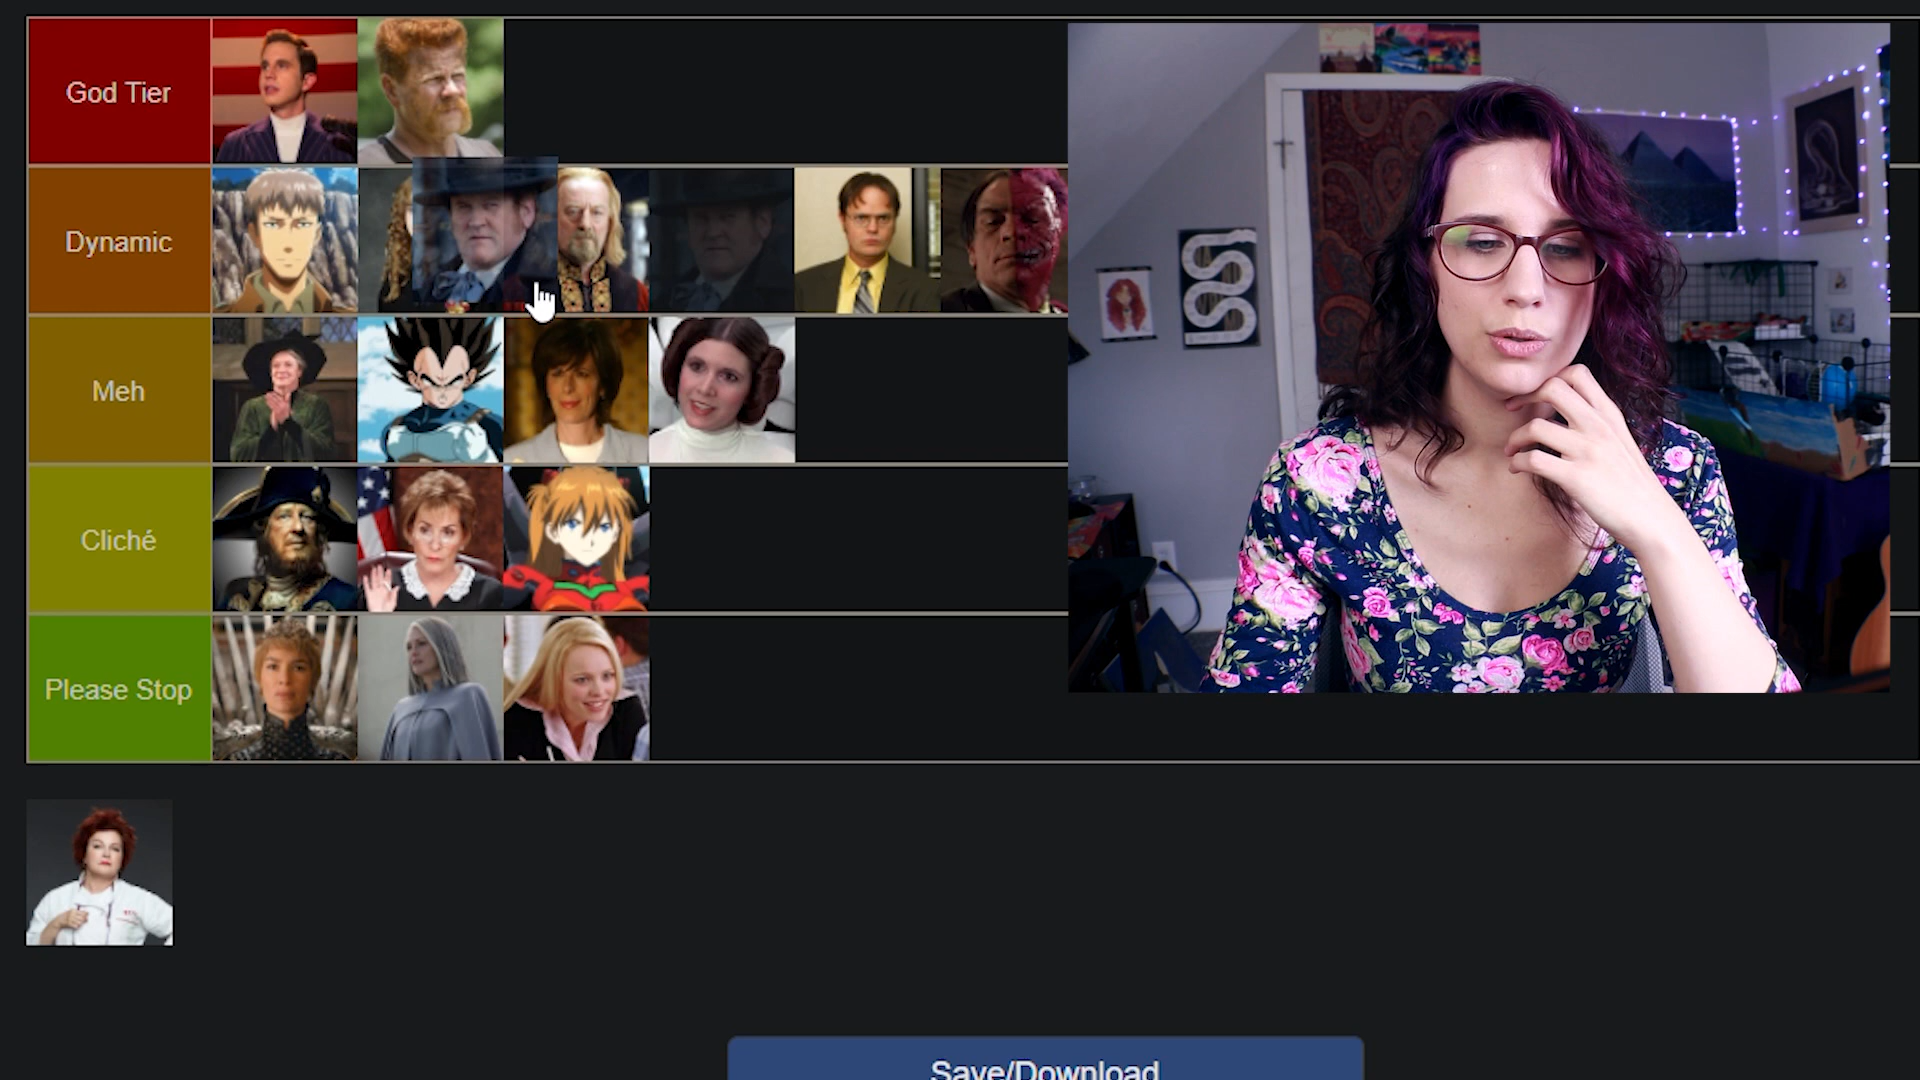 God Tier
Dynamic
Meh
Cliché
Please Stop
Save/Download